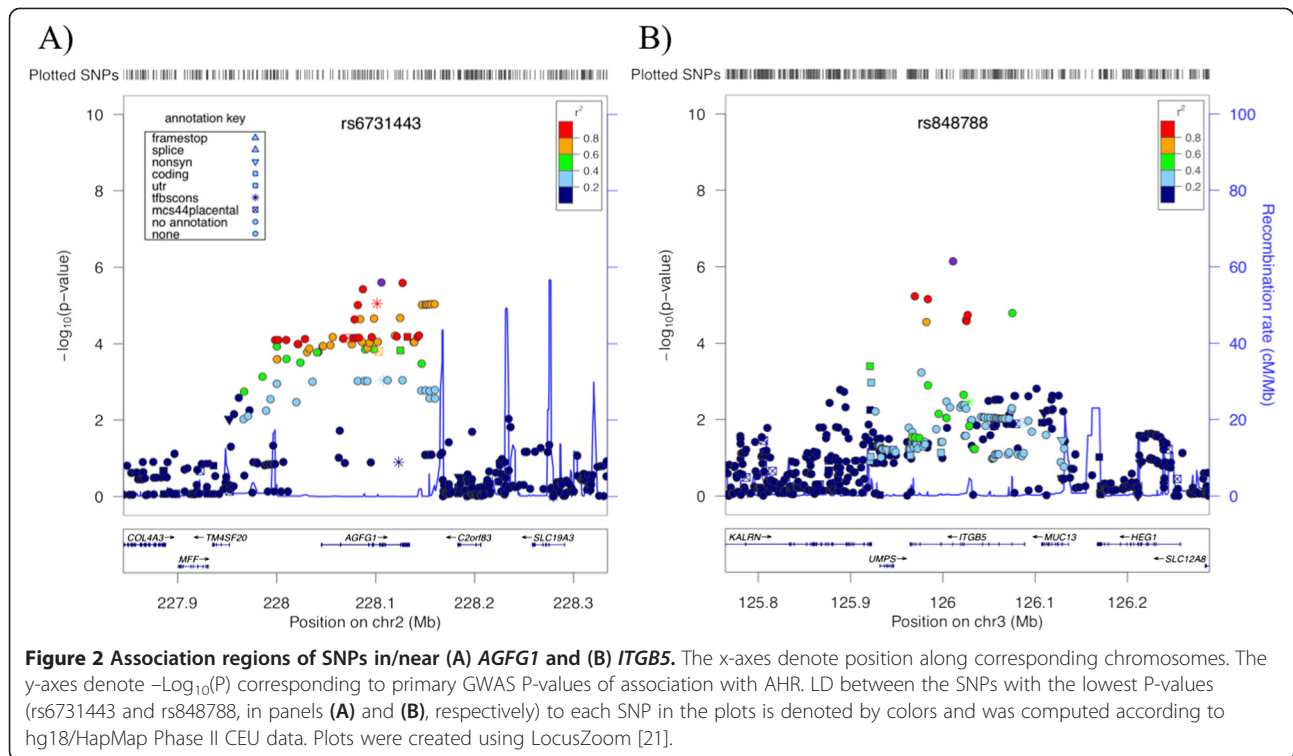 A)
Plotted SNPs
10
8
6
4
2
0
−log10(p−value)
annotation key
framestop
splice
nonsyn
coding
utr
tfbscons
mcs44placental
no annotation
none
rs6731443
r2
0.8
0.6
0.4
0.2
COL4A3→
←TM4SF20
AGFG1→
←C2orf83
←SLC19A3
MFF→
227.9
228
228.1
228.2
228.3
Position on chr2 (Mb)
B)
Plotted SNPs
10
8
6
4
2
0
−log10(p−value)
rs848788
r2
0.8
0.6
0.4
0.2
100
80
60
40
20
0
Recombination rate (cM/Mb)
KALRN→
←ITGB5
←MUC13
←HEG1
UMPS→
←SLC12A8
125.8
125.9
126
126.1
126.2
Position on chr3 (Mb)
Figure 2 Association regions of SNPs in/near (A) AGFG1 and (B) ITGB5. The x-axes denote position along corresponding chromosomes. The
y-axes denote –Log10(P) corresponding to primary GWAS P-values of association with AHR. LD between the SNPs with the lowest P-values
(rs6731443 and rs848788, in panels (A) and (B), respectively) to each SNP in the plots is denoted by colors and was computed according to
hg18/HapMap Phase II CEU data. Plots were created using LocusZoom [21].